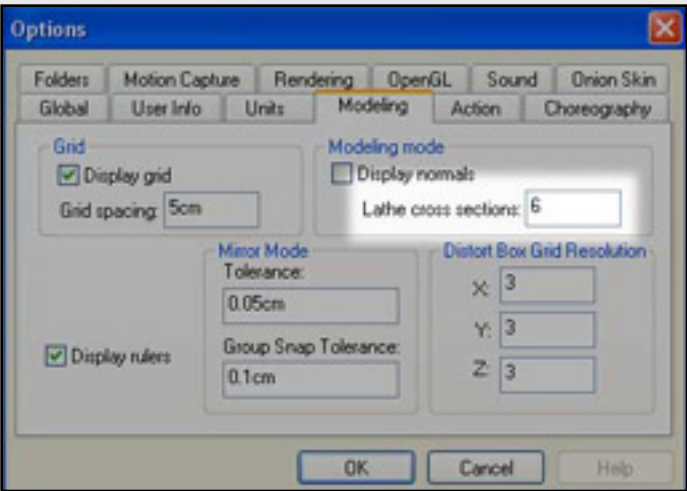 Options
Folders Motion Capture Rendering OpenGL Sound Onion Skin
Global User Info Units Modeling Action Choreography
Grid
Display grid
Grid spacing: 5cm
Modeling mode
Display normals
Lathe cross sections: 6
Mirror Mode
Tolerance:
0.05cm
Group Snap Tolerance:
0.1cm
Display rulers
Distort Box Grid Resolution
X: 3
Y: 3
Z: 3
OK Cancel Help